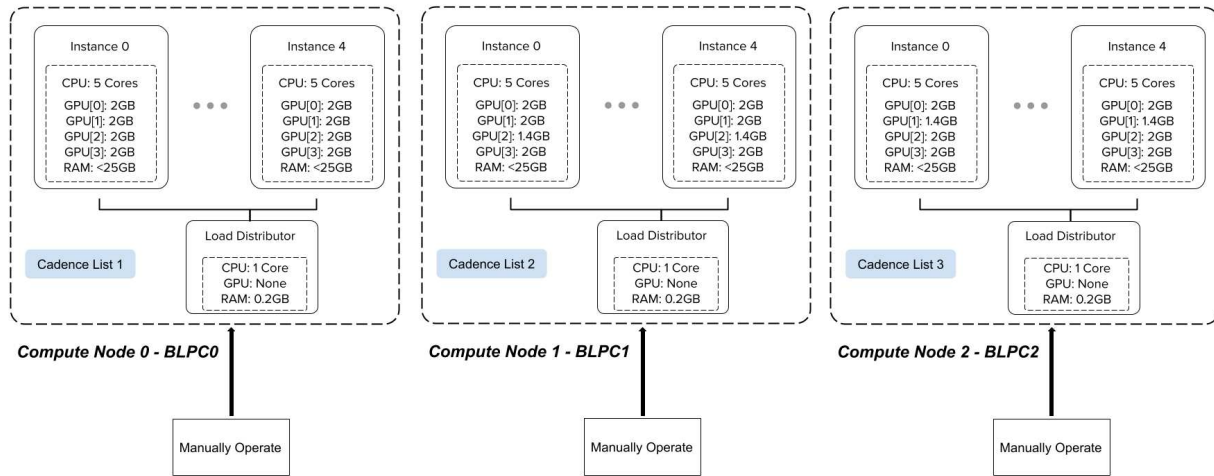 Instance 0
CPU: 5 Cores
GPU[0]: 2GB
GPU[1]: 2GB
GPU[2]: 2GB
GPU[3]: 2GB
RAM: <25GB
Instance 4
CPU: 5 Cores
GPU[0]: 2GB
GPU[1]: 2GB
GPU[2]: 2GB
GPU[3]: 2GB
RAM: <25GB
Cadence List 1
Load Distributor
CPU: 1 Core
GPU: None
RAM: 0.2GB
Compute Node 0 - BLPC0
Manually Operate
Instance 0
CPU: 5 Cores
GPU[0]: 2GB
GPU[1]: 2GB
GPU[2]: 1.4GB
GPU[3]: 2GB
RAM: <25GB
Instance 4
CPU: 5 Cores
GPU[0]: 2GB
GPU[1]: 2GB
GPU[2]: 1.4GB
GPU[3]: 2GB
RAM: <25GB
Cadence List 2
Load Distributor
CPU: 1 Core
GPU: None
RAM: 0.2GB
Compute Node 1 - BLPC1
Manually Operate
Instance 0
CPU: 5 Cores
GPU[0]: 2GB
GPU[1]: 1.4GB
GPU[2]: 2GB
GPU[3]: 2GB
RAM: <25GB
Instance 4
CPU: 5 Cores
GPU[0]: 2GB
GPU[1]: 1.4GB
GPU[2]: 2GB
GPU[3]: 2GB
RAM: <25GB
Cadence List 3
Load Distributor
CPU: 1 Core
GPU: None
RAM: 0.2GB
Compute Node 2 - BLPC2
Manually Operate